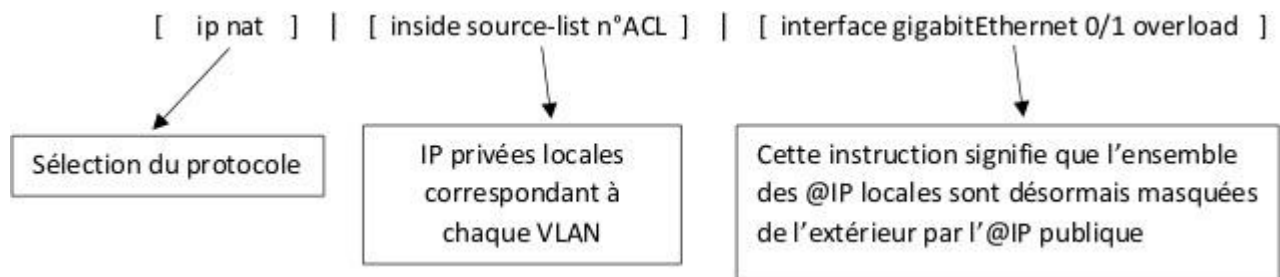 [ ip nat ] | [ inside source-list n°ACL ] | [ interface gigabitEthernet 0/1 overload ]
Sélection du protocole
IP privées locales
correspondant à
chaque VLAN
Cette instruction signifie que l'ensemble
des @IP locales sont désormais masquées
de l'extérieur par l'@IP publique